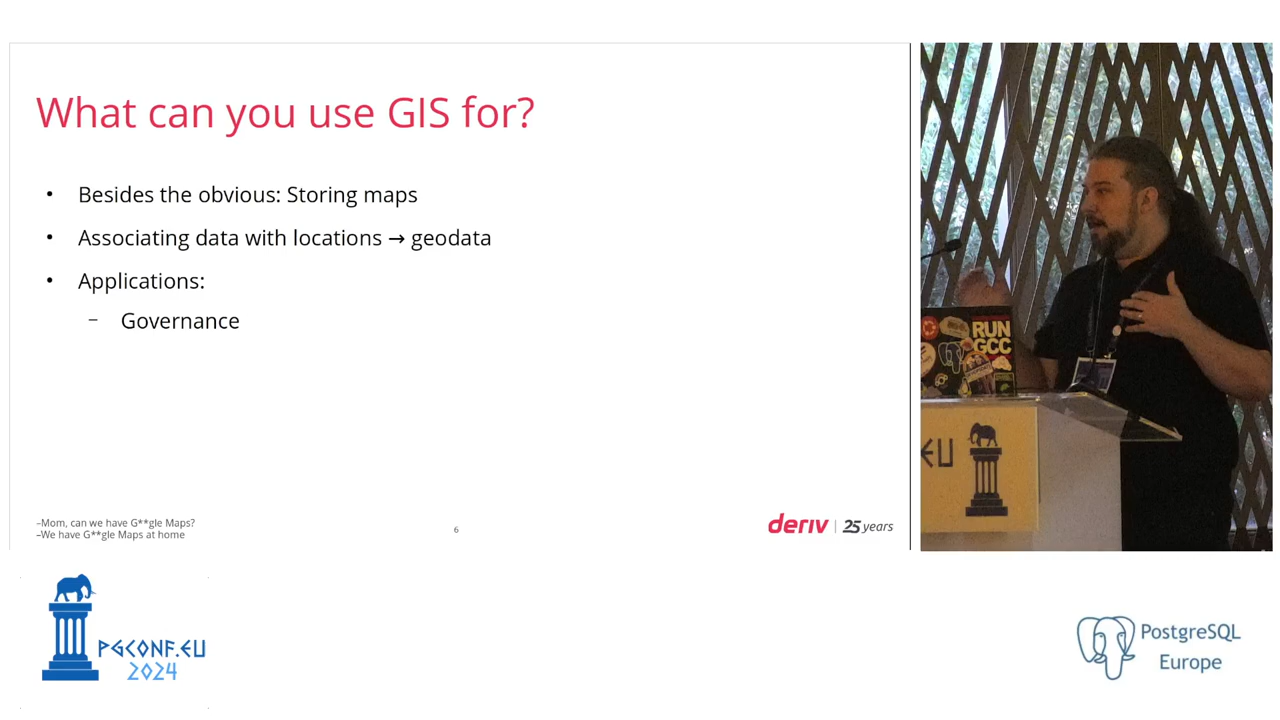 What can you use GIS for?
• Besides the obvious: Storing maps
• Associating data with locations → geodata
• Applications:
– Governance
–Mom, can we have G**gle Maps?
–We have G**gle Maps at home
6
deriv | 25 years
RUN
GCC
EU
PGCONF.EU
2024
PostgreSQL
Europe